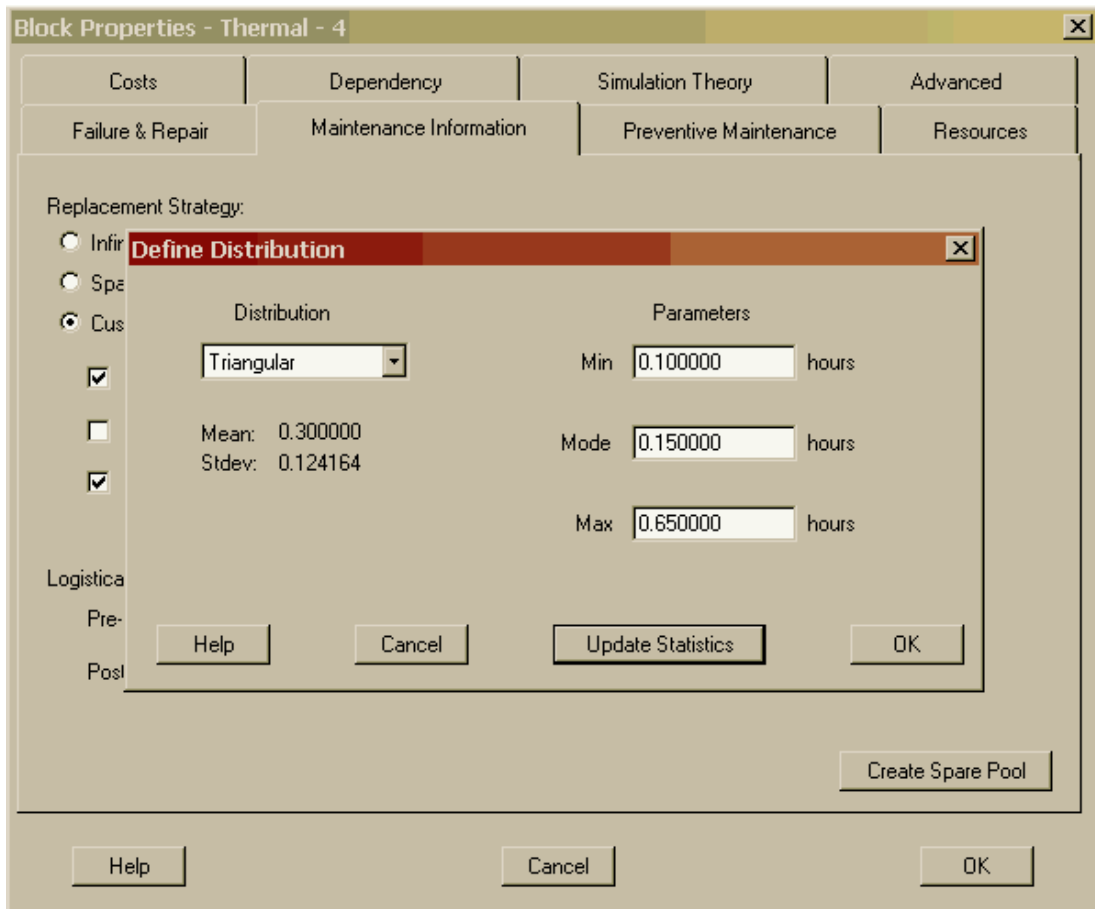 Block Properties - Thermal - 4
Costs Dependency Simulation Theory Advanced
Failure & Repair Maintenance Information Preventive Maintenance Resources
Replacement Strategy:
Infir
Spa
Cus
Define Distribution
Distribution Parameters
Triangular Min 0.100000 hours
Mean: 0.300000
Stdev: 0.124164
Mode 0.150000 hours
Max 0.650000 hours
Logistica
Pre-
Post
Help Cancel Update Statistics OK
Create Spare Pool
Help Cancel OK